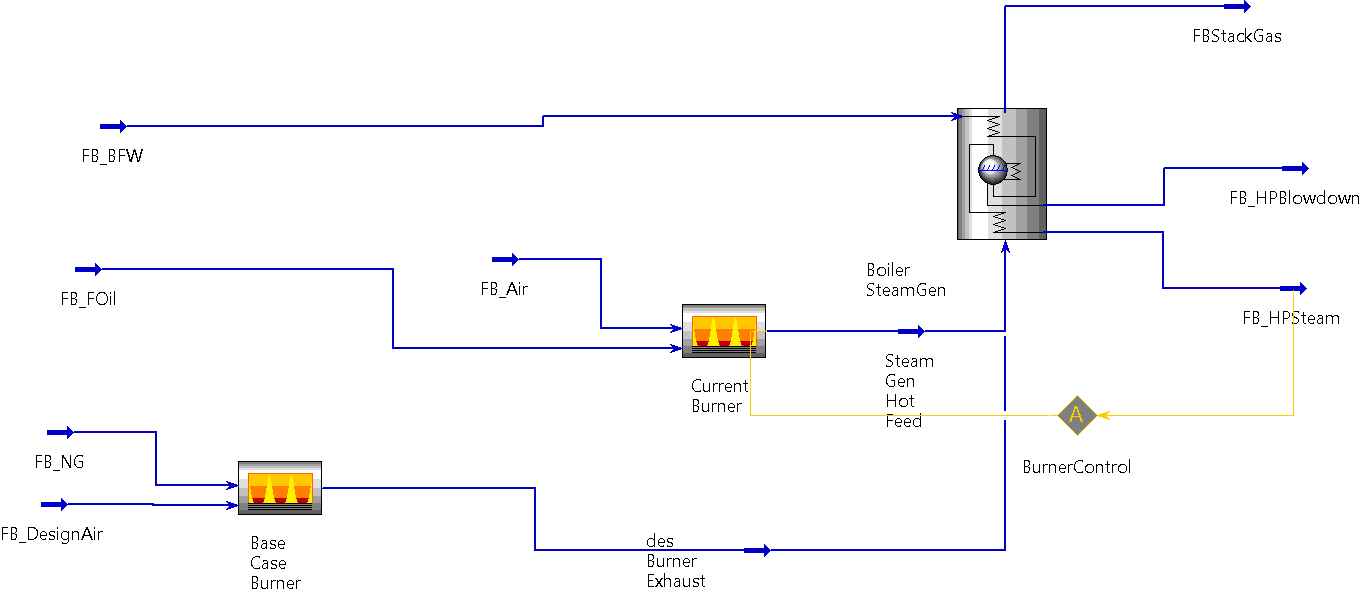 FBStackGas
FB_BFW
FB_HPBlowdown
Boiler
SteamGen
FB_Air
FB_FOil
FB_HPSteam
Steam
Gen
Hot
Feed
Current
Burner
A
FB_NG
BurnerControl
FB_DesignAir
Base
Case
Burner
des
Burner
Exhaust